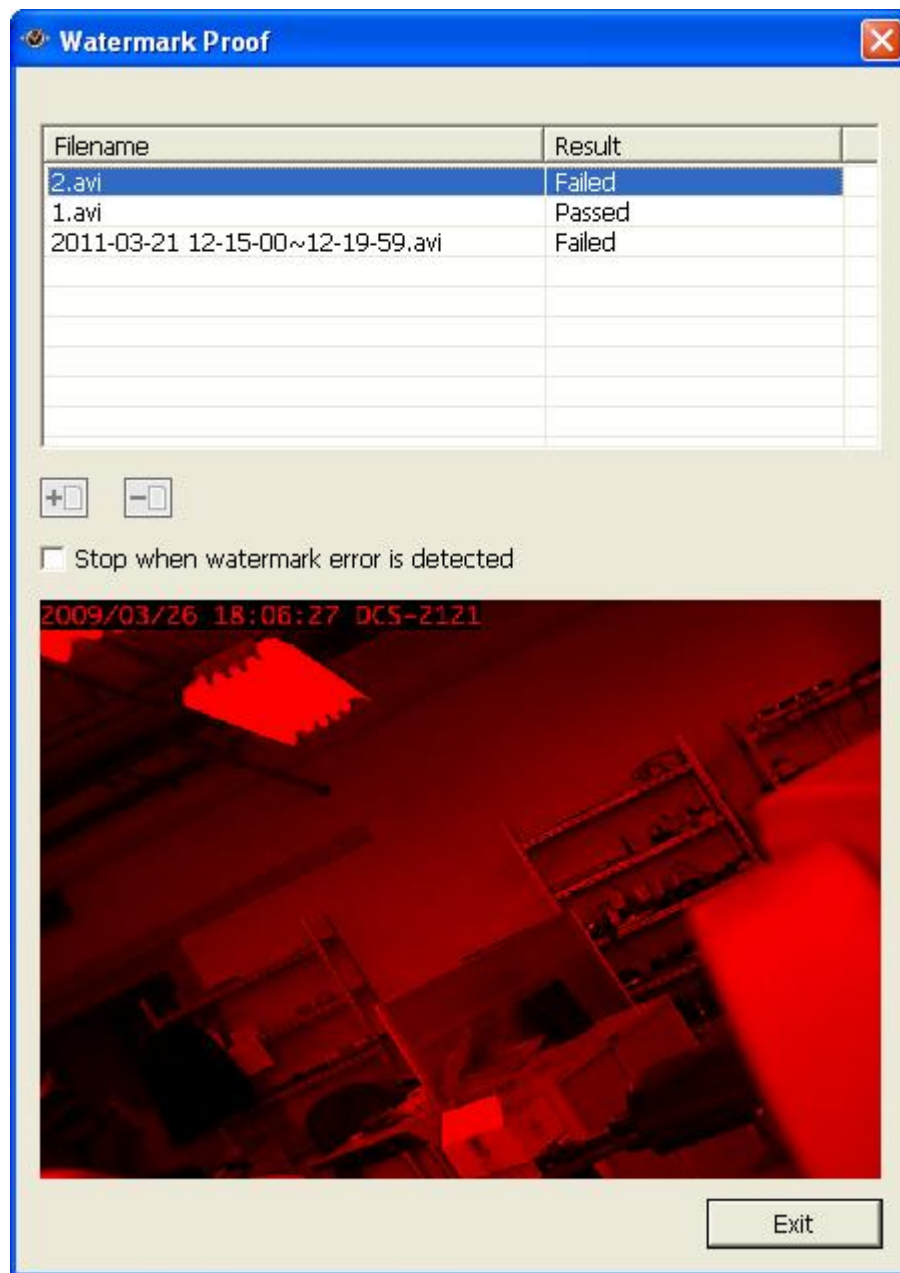 Watermark Proof
Filename Result
2.avi Failed
1.avi Passed
2011-03-21 12-15-00~12-19-59.avi Failed
Stop when watermark error is detected
2009/03/26 18:06:27 DCS-2121
Exit